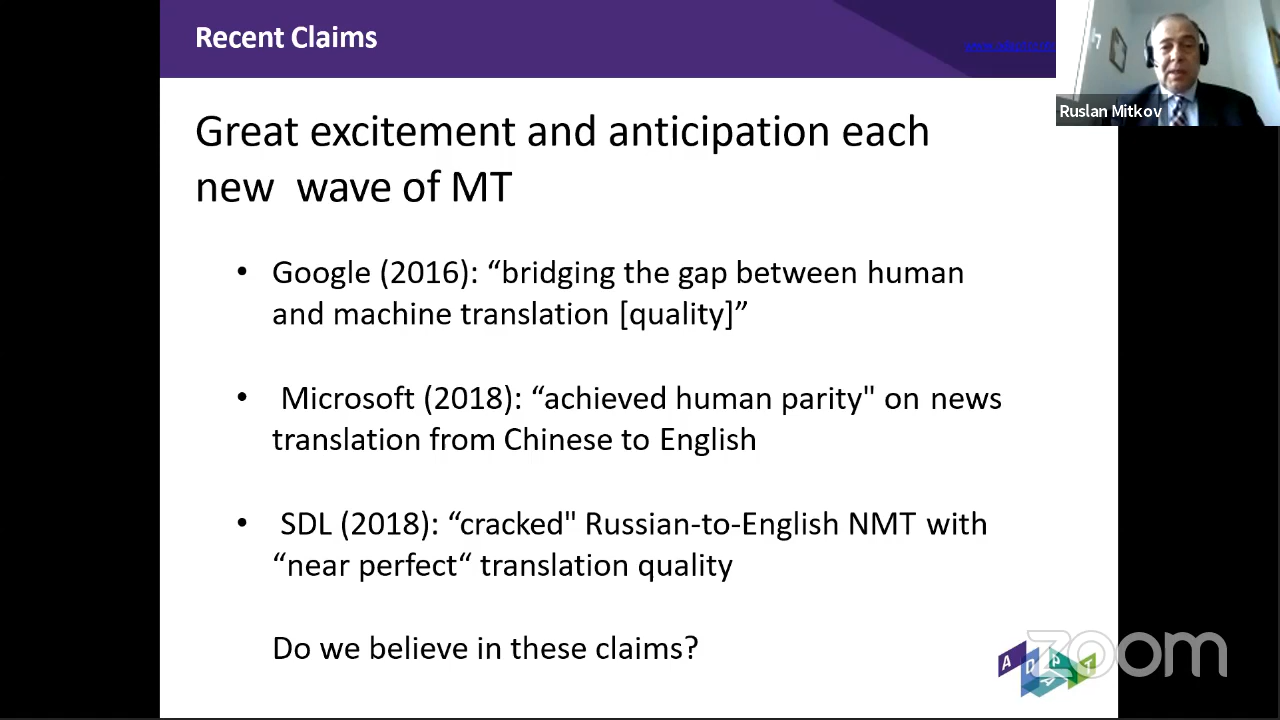 Recent Claims
Ruslan Mitkov
Great excitement and anticipation each
new wave of MT
• Google (2016): “bridging the gap between human
and machine translation [quality]”
• Microsoft (2018): “achieved human parity" on news
translation from Chinese to English
• SDL (2018): “cracked" Russian-to-English NMT with
“near perfect“ translation quality
Do we believe in these claims?
ADAPT
zoom